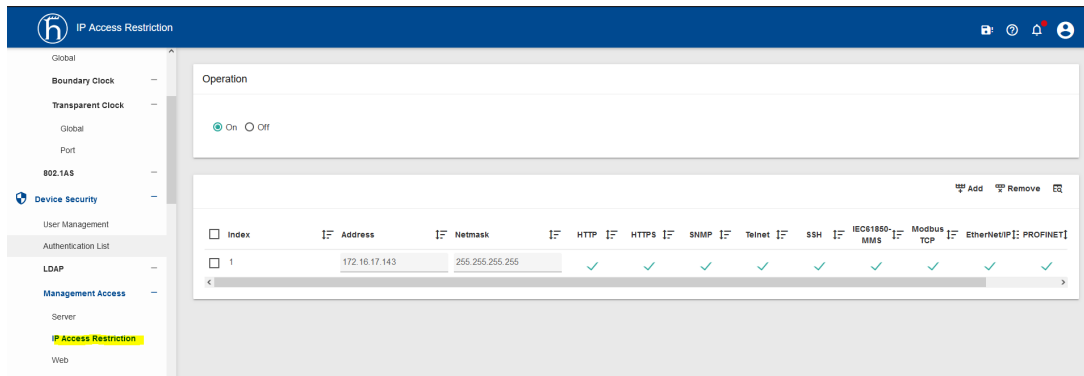 IP Access Restriction
Global
Boundary Clock
Transparent Clock
Global
Port
802.1AS
Device Security
User Management
Authentication List
LDAP
Management Access
Server
IP Access Restriction
Web
Operation
On Off
Add Remove
Index Address Netmask HTTP HTTPS SNMP Telnet SSH IEC61850-MMS Modbus TCP EtherNet/IP PROFINET
1 172.16.17.143 255.255.255.255